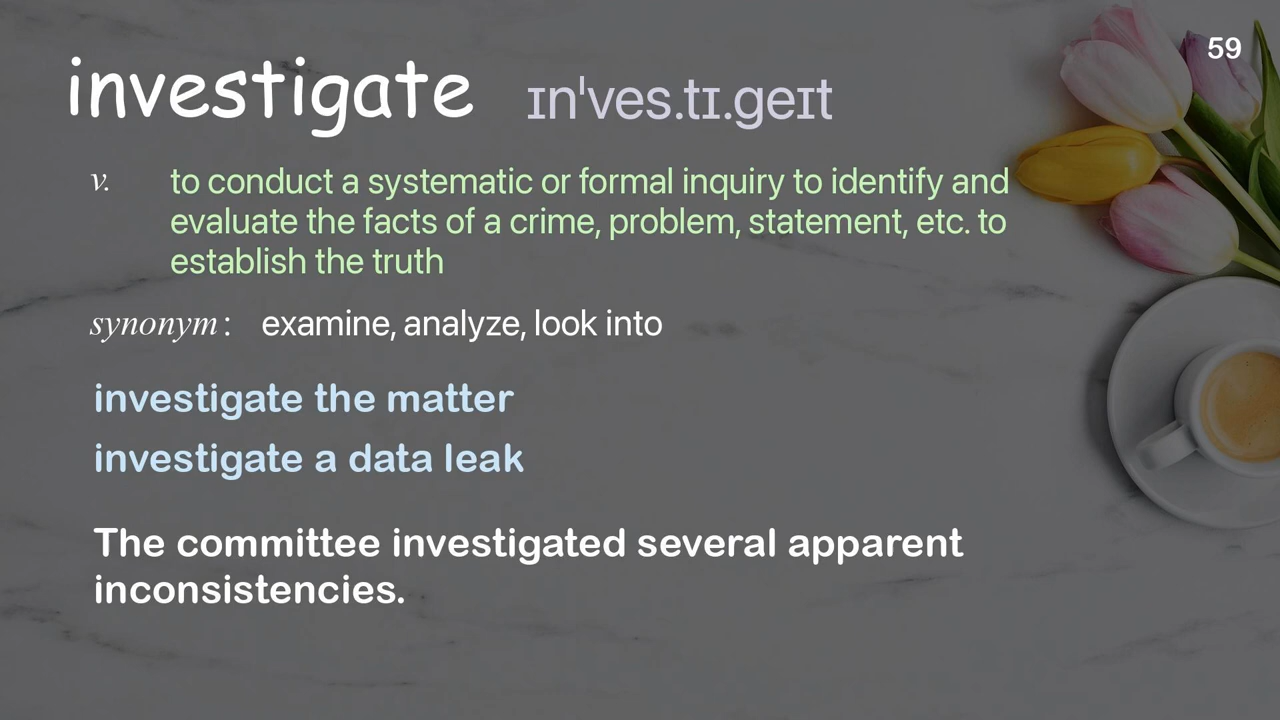 59
investigate ɪnˈves.tɪ.geɪt
v. to conduct a systematic or formal inquiry to identify and
evaluate the facts of a crime, problem, statement, etc. to
establish the truth
synonym: examine, analyze, look into
investigate the matter
investigate a data leak
The committee investigated several apparent
inconsistencies.